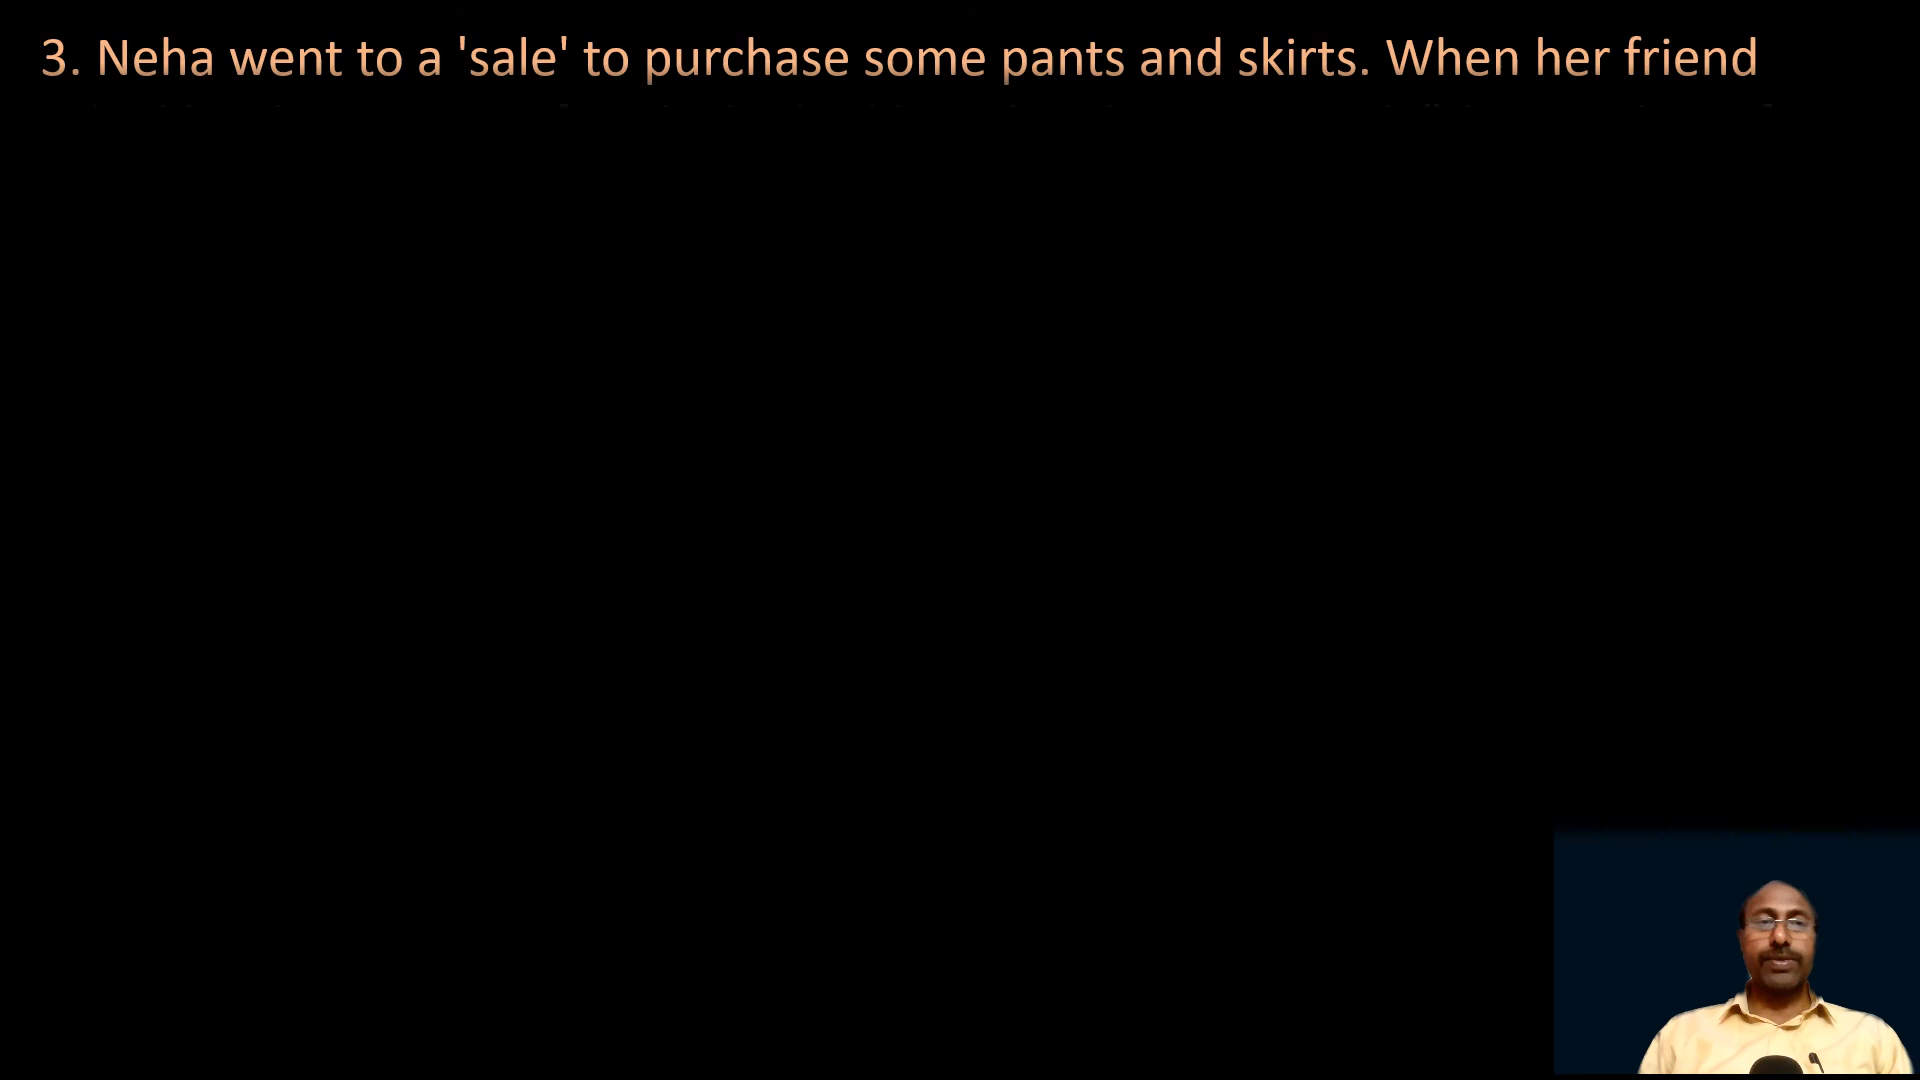 3. Neha went to a 'sale' to purchase some pants and skirts. When her friend